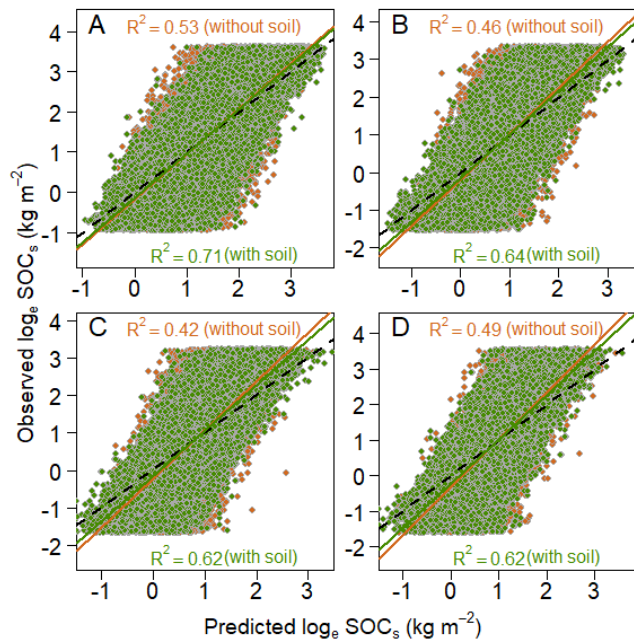 A
R² = 0.53 (without soil)
4
3
2
1
0
-1
R² = 0.71 (with soil)
-1 0 1 2 3
B
R² = 0.46 (without soil)
4
3
2
1
0
-1
-2
R² = 0.64 (with soil)
-1 0 1 2 3
C
R² = 0.42 (without soil)
4
3
2
1
0
-1
-2
R² = 0.62 (with soil)
-1 0 1 2 3
D
R² = 0.49 (without soil)
4
3
2
1
0
-1
-2
R² = 0.62 (with soil)
-1 0 1 2 3
Observed logₑ SOCₛ (kg m⁻²)
Predicted logₑ SOCₛ (kg m⁻²)